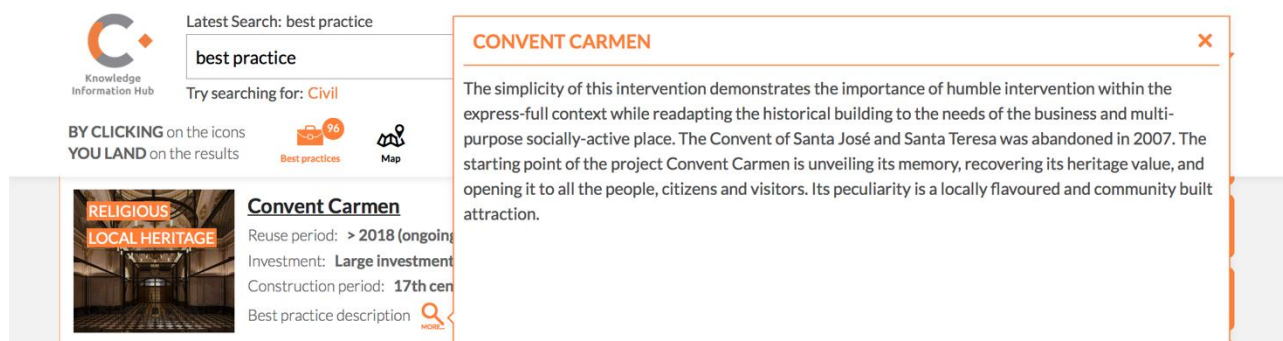 Knowledge
Information Hub
Latest Search: best practice
best practice
Try searching for: Civil
BY CLICKING on the icons
YOU LAND on the results
96
Best practices
Map
RELIGIOUS
LOCAL HERITAGE
Convent Carmen
Reuse period: > 2018 (ongoing
Investment: Large investment
Construction period: 17th cen
Best practice description
MORE...
CONVENT CARMEN
The simplicity of this intervention demonstrates the importance of humble intervention within the
express-full context while readapting the historical building to the needs of the business and multi-
purpose socially-active place. The Convent of Santa José and Santa Teresa was abandoned in 2007. The
starting point of the project Convent Carmen is unveiling its memory, recovering its heritage value, and
opening it to all the people, citizens and visitors. Its peculiarity is a locally flavoured and community built
attraction.